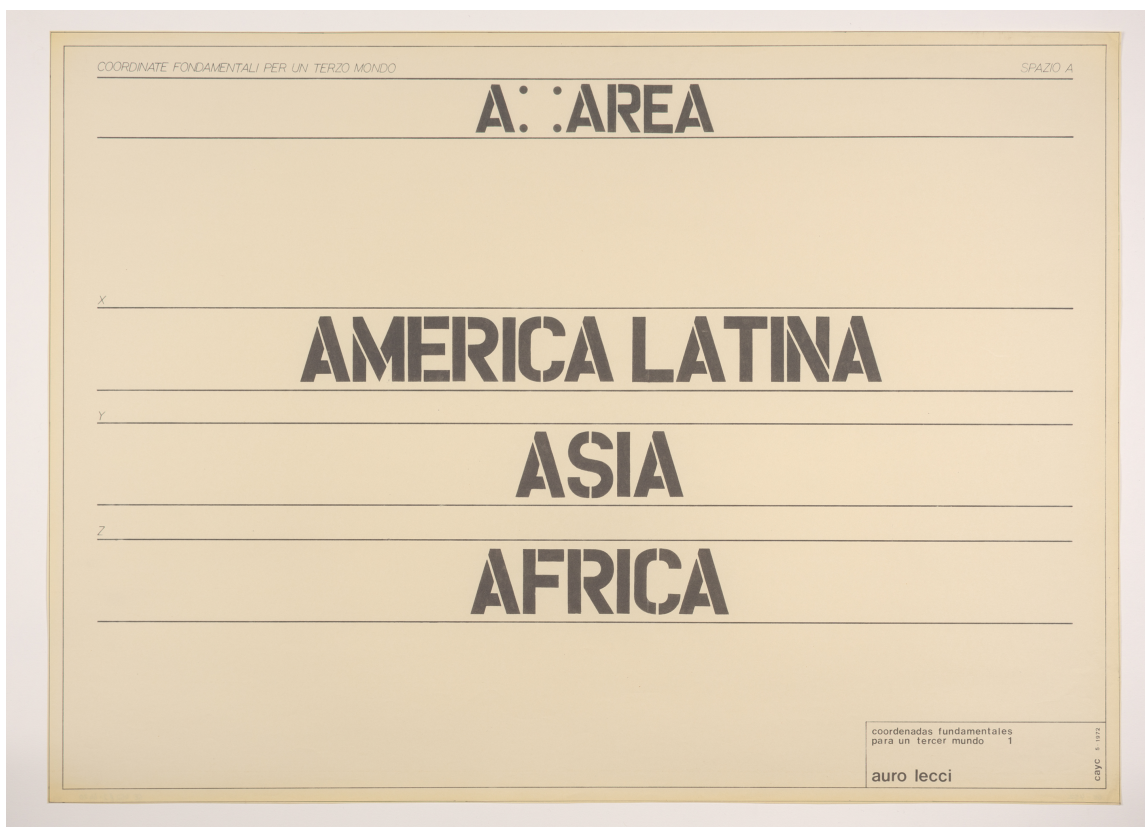 COORDINATE FONDAMENTALI PER UN TERZO MONDO SPAZIO A
A: :AREA
X
AMERICA LATINA
Y
ASIA
Z
AFRICA
coordenadas fundamentales
para un tercer mundo 1
auro lecci
cayc © 1972